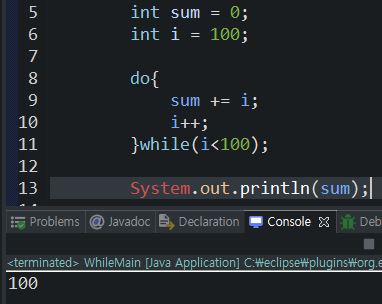 5 int sum = 0;
6 int i = 100;
7
8 do{
9 sum += i;
10 i++;
11 }while(i<100);
12
13 System.out.println(sum);
Problems @ Javadoc Declaration Console Deb
<terminated> WhileMain [Java Application] C:₩eclipse₩plugins₩org.e
100